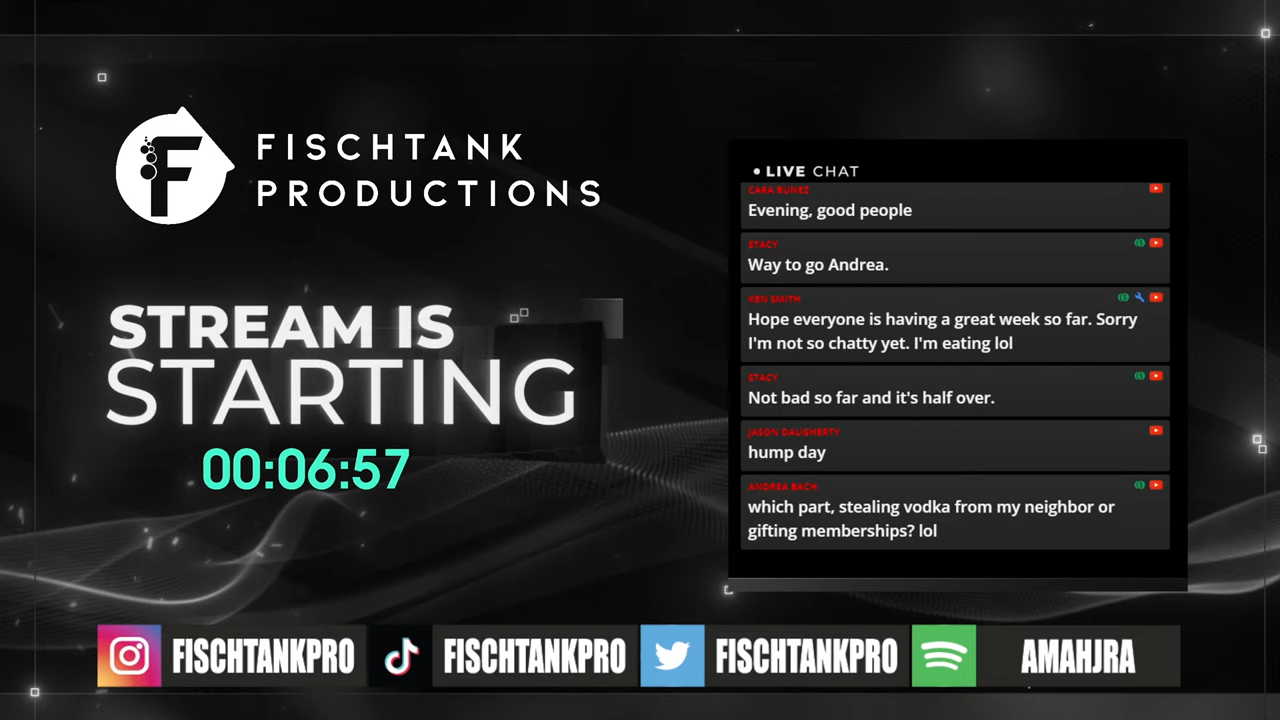 FISCHTANK
PRODUCTIONS
STREAM IS
STARTING
00:06:57
LIVE CHAT
CARA BUNEZ
Evening, good people
STACY
Way to go Andrea.
KEN SMITH
Hope everyone is having a great week so far. Sorry
I'm not so chatty yet. I'm eating lol
STACY
Not bad so far and it's half over.
JASON DAUGHERTY
hump day
ANDREA BACH
which part, stealing vodka from my neighbor or
gifting memberships? lol
FISCHTANKPRO
FISCHTANKPRO
FISCHTANKPRO
AMAHJRA